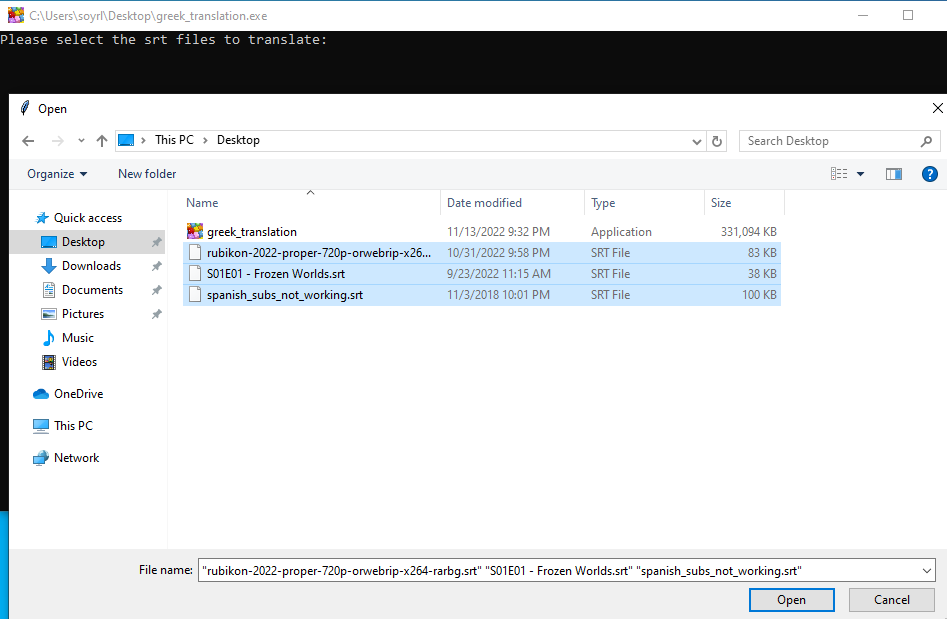 C:\Users\soyrl\Desktop\greek_translation.exe
Please select the srt files to translate:
Open
This PC > Desktop
Search Desktop
Organize
New folder
?
Name Date modified Type Size
Quick access
Desktop
Downloads
Documents
Pictures
Music
Videos
OneDrive
This PC
Network
greek_translation 11/13/2022 9:32 PM Application 331,094 KB
rubikon-2022-proper-720p-orwebrip-x26... 10/31/2022 9:58 PM SRT File 83 KB
S01E01 - Frozen Worlds.srt 9/23/2022 11:15 AM SRT File 38 KB
spanish_subs_not_working.srt 11/3/2018 10:01 PM SRT File 100 KB
File name: "rubikon-2022-proper-720p-orwebrip-x264-rarbg.srt" "S01E01 - Frozen Worlds.srt" "spanish_subs_not_working.srt"
Open Cancel